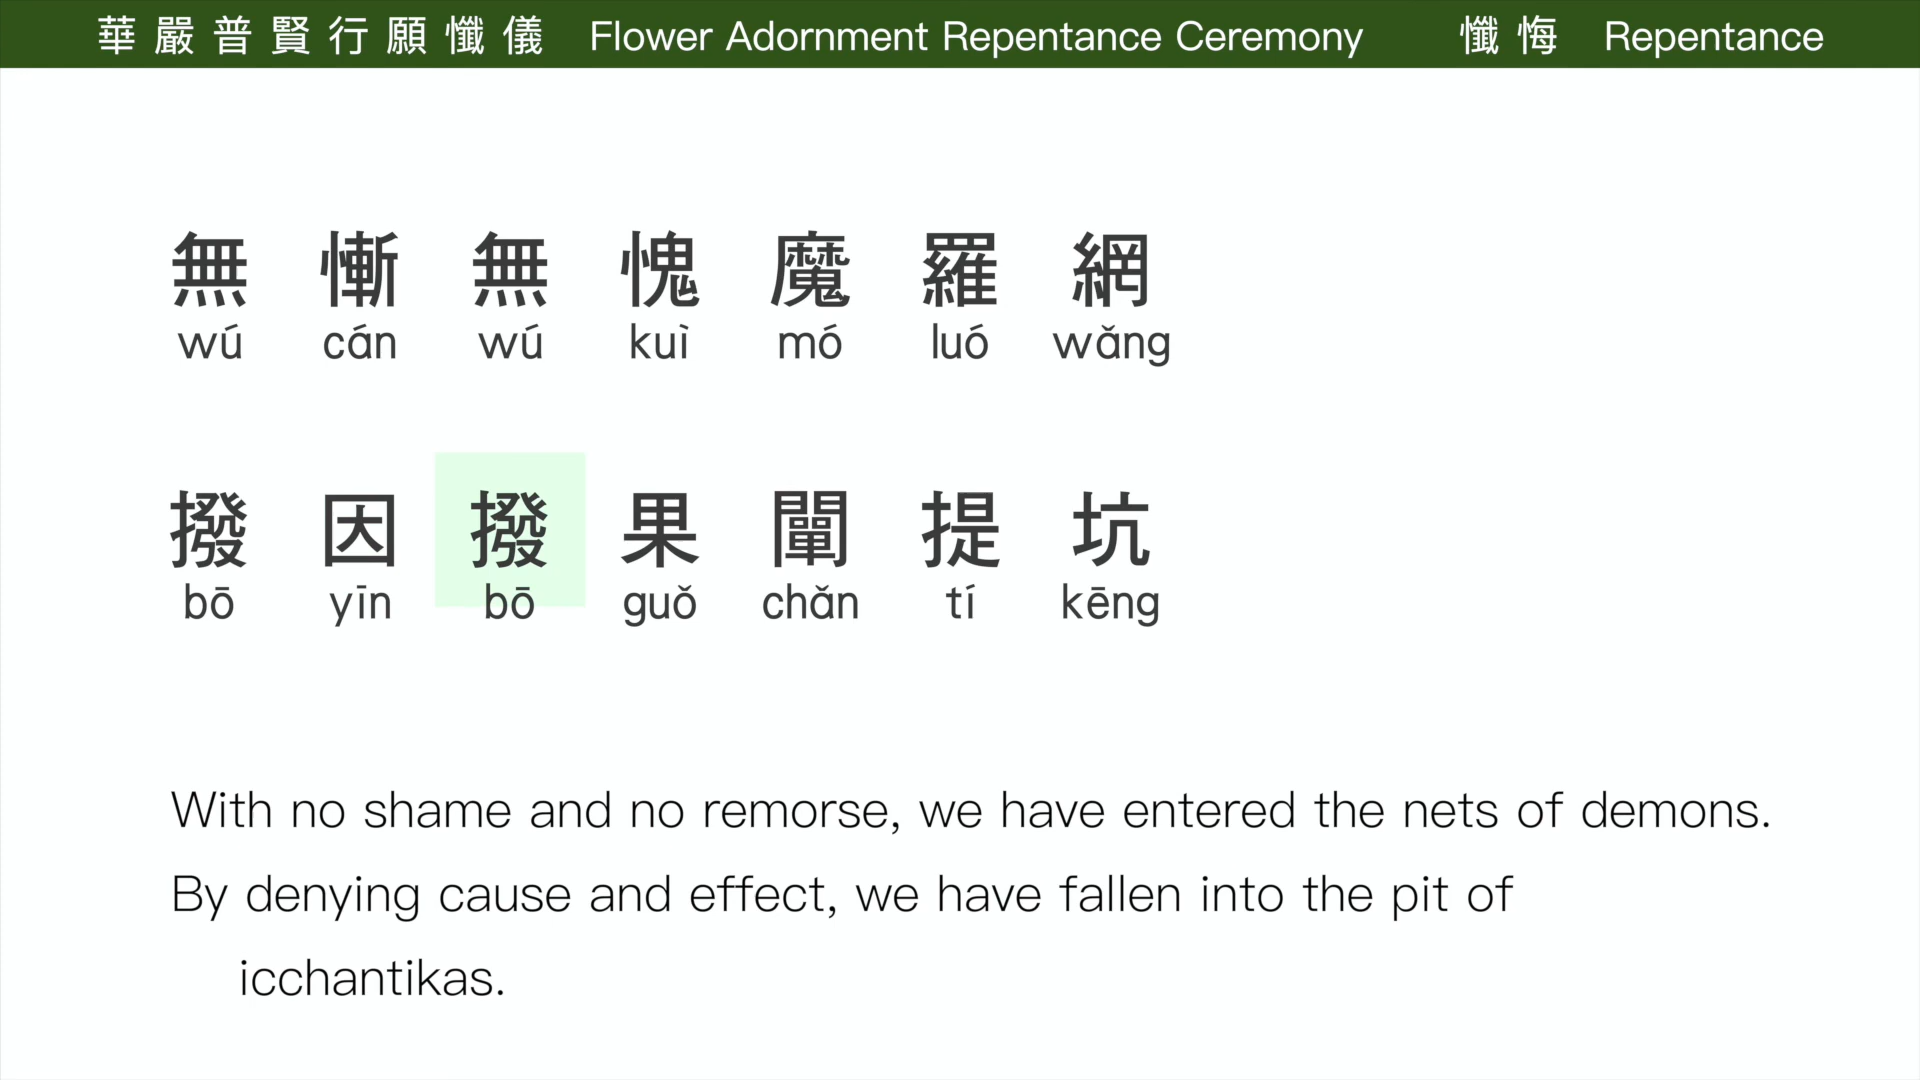 華嚴普賢行願懺儀 Flower Adornment Repentance Ceremony 懺悔 Repentance
無慚無愧魔羅網
wú cán wú kuì mó luó wǎng
撥因撥果闡提坑
bō yīn bō guǒ chǎn tí kēng
With no shame and no remorse, we have entered the nets of demons.
By denying cause and effect, we have fallen into the pit of
icchantikas.